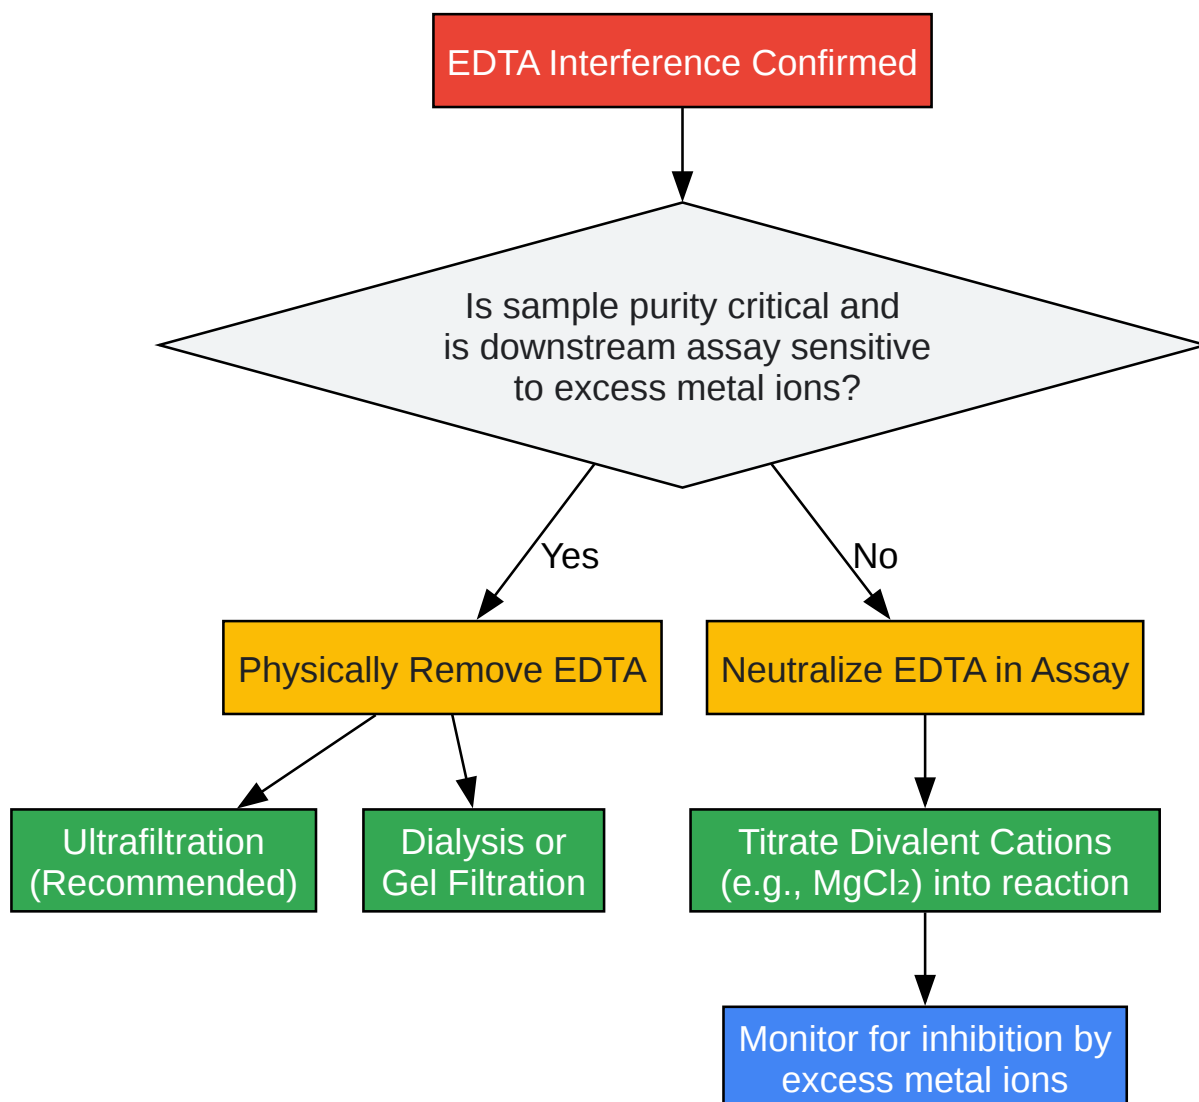 EDTA Interference Confirmed
Is sample purity critical and
is downstream assay sensitive
to excess metal ions?
Yes
No
Physically Remove EDTA
Neutralize EDTA in Assay
Ultrafiltration
(Recommended)
Dialysis or
Gel Filtration
Titrate Divalent Cations
(e.g., MgCl₂) into reaction
Monitor for inhibition by
excess metal ions